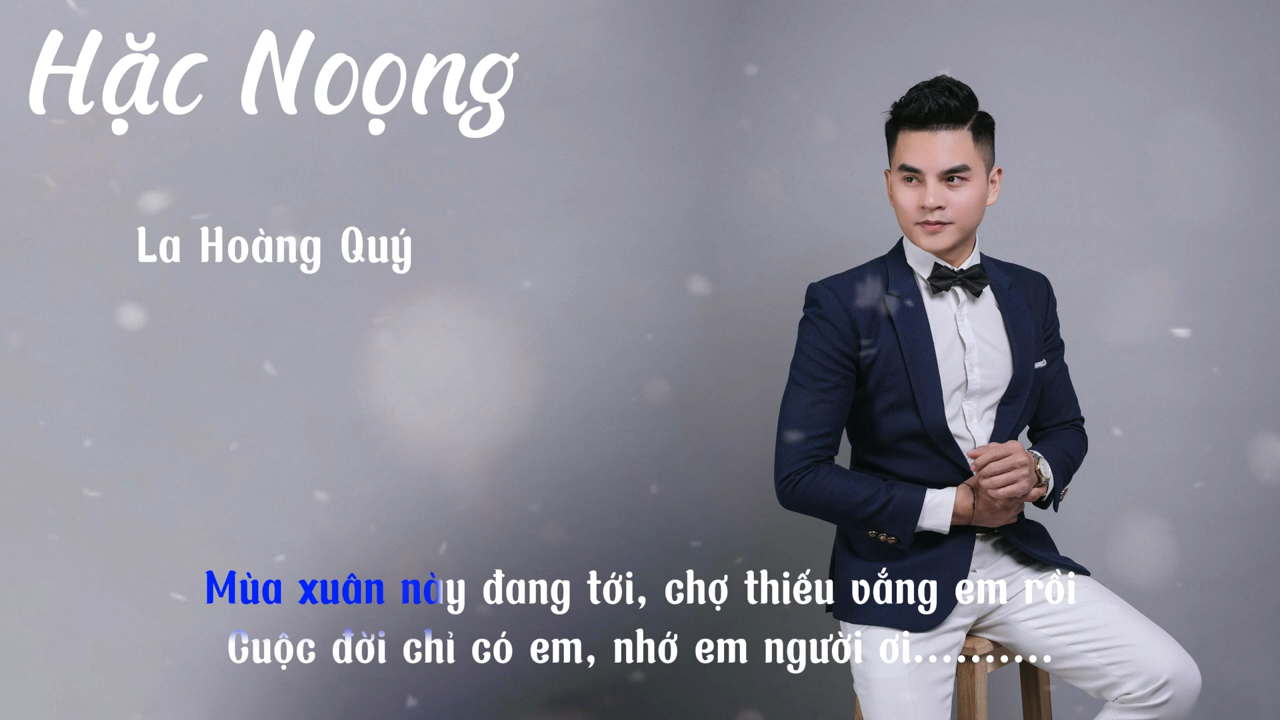 Hặc Noọng
La Hoàng Quý
Mùa xuân này đang tới, chợ thiếu vắng em rồi
Cuộc đời chỉ có em, nhớ em người ơi..........